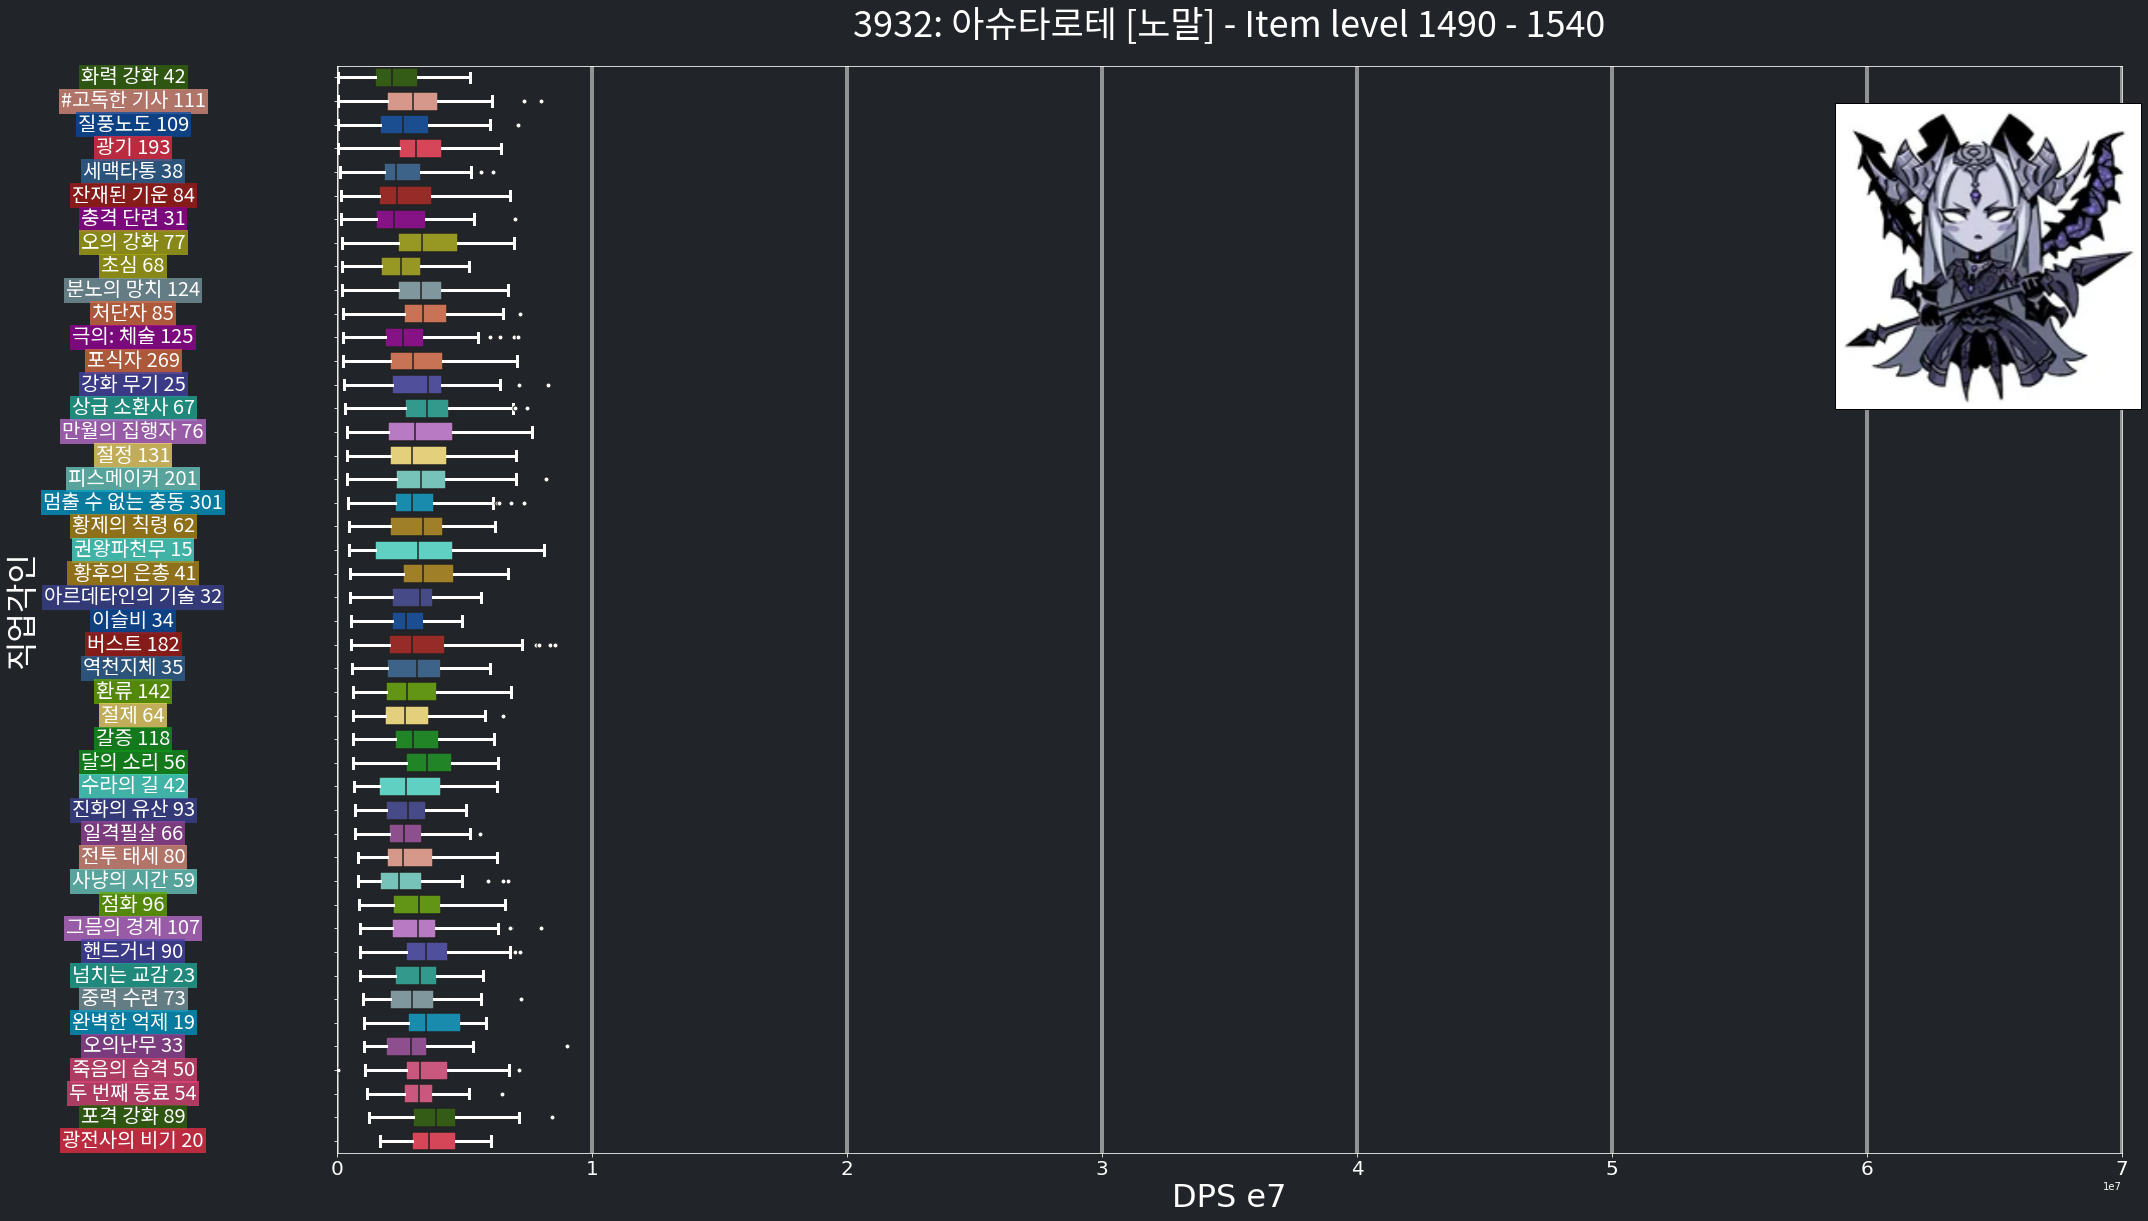 3932: 아슈타로테 [노말] - Item level 1490 - 1540
화력 강화 42
#고독한 기사 111
질풍노도 109
광기 193
세맥타통 38
잔재된 기운 84
충격 단련 31
오의 강화 77
초심 68
분노의 망치 124
처단자 85
극의: 체술 125
포식자 269
강화 무기 25
상급 소환사 67
만월의 집행자 76
절정 131
피스메이커 201
멈출 수 없는 충동 301
황제의 칙령 62
권왕파천무 15
황후의 은총 41
아르데타인의 기술 32
이슬비 34
버스트 182
역천지체 35
환류 142
절제 64
갈증 118
달의 소리 56
수라의 길 42
진화의 유산 93
일격필살 66
전투 태세 80
사냥의 시간 59
점화 96
그믐의 경계 107
핸드거너 90
넘치는 교감 23
중력 수련 73
완벽한 억제 19
오의난무 33
죽음의 습격 50
두 번째 동료 54
포격 강화 89
광전사의 비기 20
직업각인
0 1 2 3 4 5 6 7
1e7
DPS e7